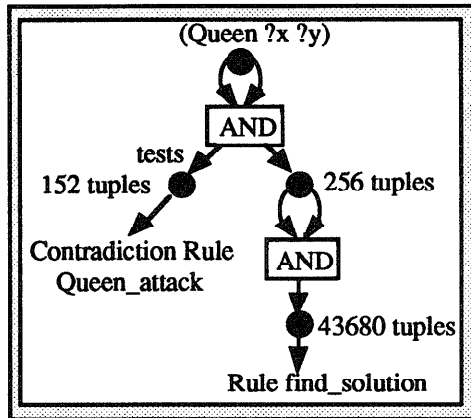 (Queen ?x ?y)
AND
tests
152 tuples
256 tuples
Contradiction Rule
Queen_attack
AND
43680 tuples
Rule find_solution